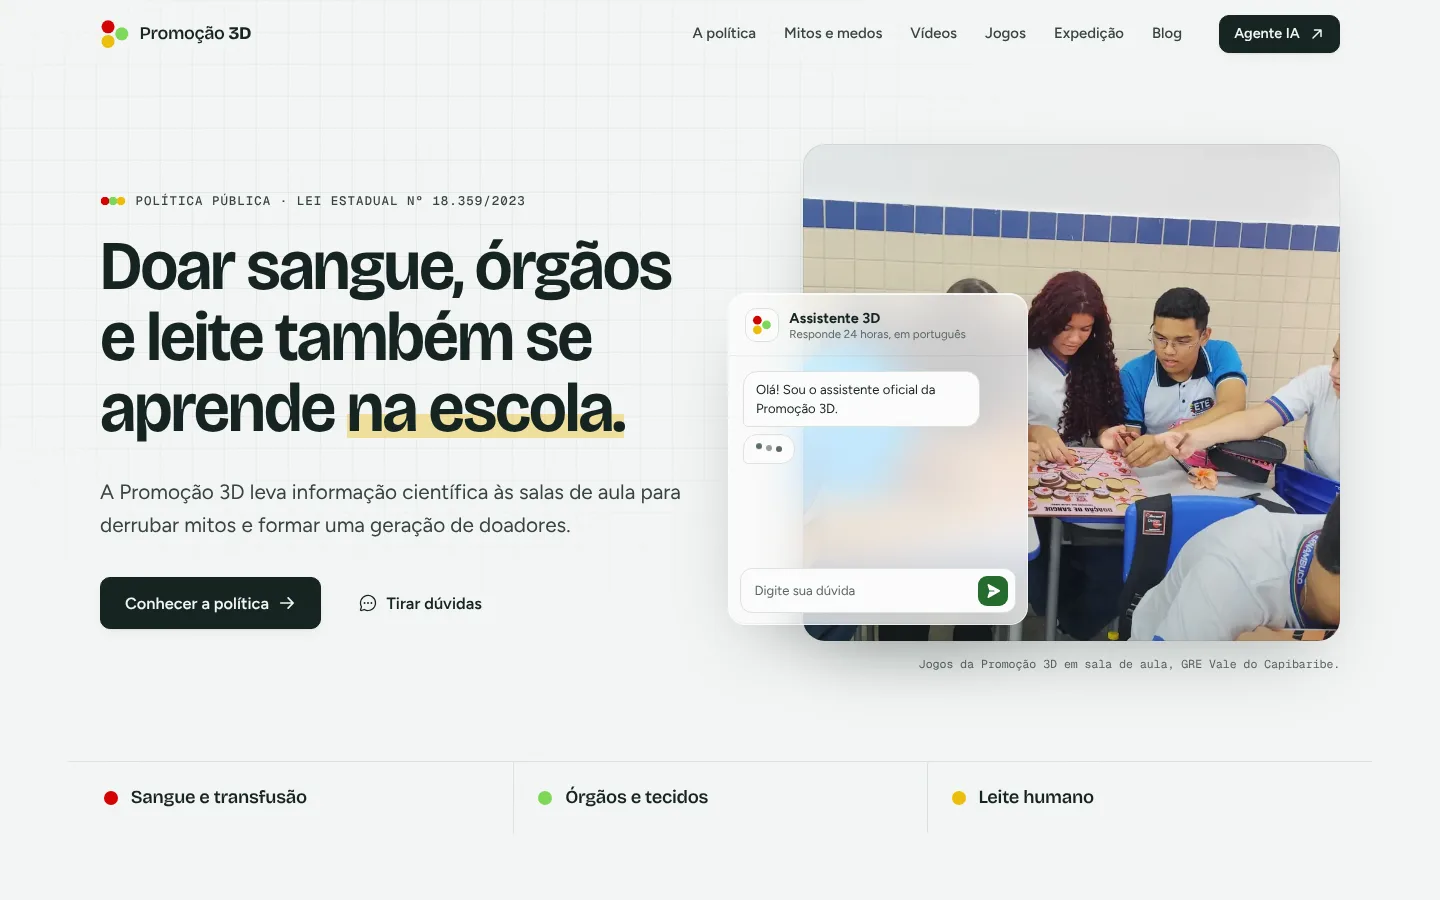 Promoção 3D
A política
Mitos e medos
Vídeos
Jogos
Expedição
Blog
Agente IA
POLÍTICA PÚBLICA · LEI ESTADUAL Nº 18.359/2023
Doar sangue, órgãos
e leite também se
aprende na escola.
A Promoção 3D leva informação científica às salas de aula para
derrubar mitos e formar uma geração de doadores.
Conhecer a política
Tirar dúvidas
Assistente 3D
Responde 24 horas, em português
Olá! Sou o assistente oficial da
Promoção 3D.
Digite sua dúvida
ETE
DOAÇÃO DE SANGUE
Jogos da Promoção 3D em sala de aula, GRE Vale do Capibaribe.
Sangue e transfusão
Órgãos e tecidos
Leite humano